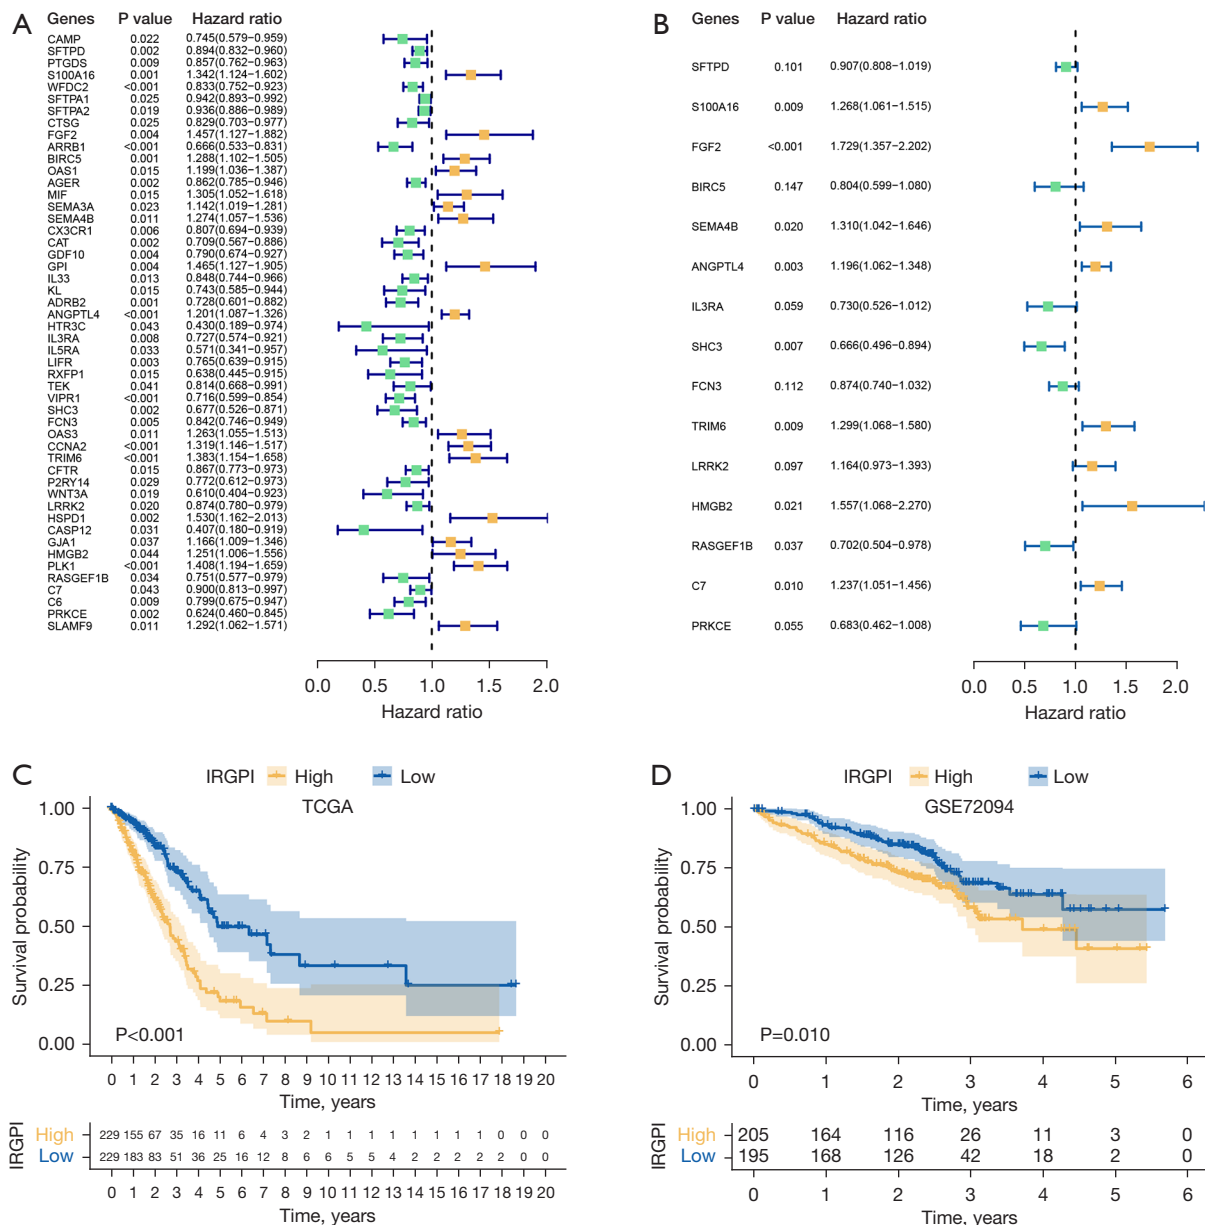 A
Genes P value Hazard ratio
CAMP 0.022 0.745(0.579−0.959)
SFTPD 0.002 0.894(0.832−0.960)
PTGDS 0.009 0.857(0.762−0.963)
S100A16 0.001 1.342(1.124−1.602)
WFDC2 <0.001 0.833(0.752−0.923)
SFTPA1 0.025 0.942(0.893−0.992)
SFTPA2 0.019 0.936(0.886−0.989)
CTSG 0.025 0.829(0.703−0.977)
FGF2 0.004 1.457(1.127−1.882)
ARRB1 <0.001 0.666(0.533−0.831)
BIRC5 0.001 1.288(1.102−1.505)
OAS1 0.015 1.199(1.036−1.387)
AGER 0.002 0.862(0.785−0.946)
MIF 0.015 1.305(1.052−1.618)
SEMA3A 0.023 1.142(1.019−1.281)
SEMA4B 0.011 1.274(1.057−1.536)
CX3CR1 0.006 0.807(0.694−0.939)
CAT 0.002 0.709(0.567−0.886)
GDF10 0.004 0.790(0.674−0.927)
GPI 0.004 1.465(1.127−1.905)
IL33 0.013 0.848(0.744−0.966)
KL 0.015 0.743(0.585−0.944)
ADRB2 0.001 0.728(0.601−0.882)
ANGPTL4 <0.001 1.201(1.087−1.326)
HTR3C 0.043 0.430(0.189−0.974)
IL3RA 0.008 0.727(0.574−0.921)
IL5RA 0.033 0.571(0.341−0.957)
LIFR 0.003 0.765(0.639−0.915)
RXFP1 0.015 0.638(0.445−0.915)
TEK 0.041 0.814(0.668−0.991)
VIPR1 <0.001 0.716(0.599−0.854)
SHC3 0.002 0.677(0.526−0.871)
FCN3 0.005 0.842(0.746−0.949)
OAS3 0.011 1.263(1.055−1.513)
CCNA2 <0.001 1.319(1.146−1.517)
TRIM6 <0.001 1.383(1.154−1.658)
CFTR 0.015 0.867(0.773−0.973)
P2RY14 0.029 0.772(0.612−0.973)
WNT3A 0.019 0.610(0.404−0.923)
LRRK2 0.020 0.874(0.780−0.979)
HSPD1 0.002 1.530(1.162−2.013)
CASP12 0.031 0.407(0.180−0.919)
GJA1 0.037 1.166(1.009−1.346)
HMGB2 0.044 1.251(1.006−1.556)
PLK1 <0.001 1.408(1.194−1.659)
RASGEF1B 0.034 0.751(0.577−0.979)
C7 0.043 0.900(0.813−0.997)
C6 0.009 0.799(0.675−0.947)
PRKCE 0.002 0.624(0.460−0.845)
SLAMF9 0.011 1.292(1.062−1.571)
0.0 0.5 1.0 1.5 2.0
Hazard ratio
B
Genes P value Hazard ratio
SFTPD 0.101 0.907(0.808−1.019)
S100A16 0.009 1.268(1.061−1.515)
FGF2 <0.001 1.729(1.357−2.202)
BIRC5 0.147 0.804(0.599−1.080)
SEMA4B 0.020 1.310(1.042−1.646)
ANGPTL4 0.003 1.196(1.062−1.348)
IL3RA 0.059 0.730(0.526−1.012)
SHC3 0.007 0.666(0.496−0.894)
FCN3 0.112 0.874(0.740−1.032)
TRIM6 0.009 1.299(1.068−1.580)
LRRK2 0.097 1.164(0.973−1.393)
HMGB2 0.021 1.557(1.068−2.270)
RASGEF1B 0.037 0.702(0.504−0.978)
C7 0.010 1.237(1.051−1.456)
PRKCE 0.055 0.683(0.462−1.008)
0.0 0.5 1.0 1.5 2.0
Hazard ratio
C
IRGPI High Low
TCGA
Survival probability
1.00
0.75
0.50
0.25
0.00
P<0.001
0 1 2 3 4 5 6 7 8 9 10 11 12 13 14 15 16 17 18 19 20
Time, years
IRGPI
High 229 155 67 35 16 11 6 4 3 2 1 1 1 1 1 1 1 1 0 0 0
Low 229 183 83 51 36 25 16 12 8 6 6 5 5 4 2 2 2 2 2 0 0
0 1 2 3 4 5 6 7 8 9 10 11 12 13 14 15 16 17 18 19 20
Time, years
D
IRGPI High Low
GSE72094
Survival probability
1.00
0.75
0.50
0.25
0.00
P=0.010
0 1 2 3 4 5 6
Time, years
IRGPI
High 205 164 116 26 11 3 0
Low 195 168 126 42 18 2 0
0 1 2 3 4 5 6
Time, years